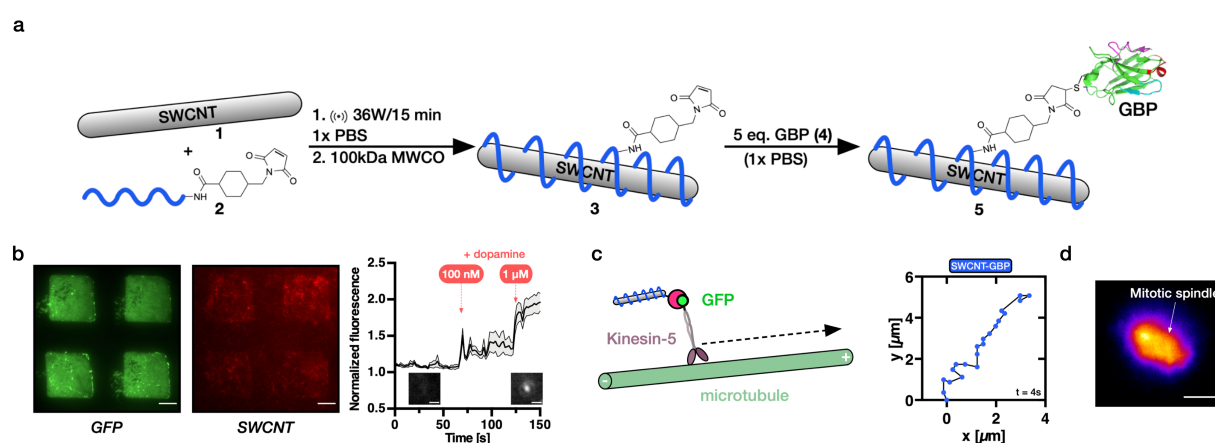 a
SWCNT
1
+
NH
O
N
O
O
2
1. ((•)) 36W/15 min
1x PBS
2. 100kDa MWCO
O
N
O
O
NH
SWCNT
3
5 eq. GBP (4)
(1x PBS)
S
GBP
O
N
O
O
NH
SWCNT
5
b
GFP
SWCNT
+ dopamine
100 nM
1 µM
Normalized fluorescence
2.5
2.0
1.5
1.0
0.5
0
50
100
150
Time [s]
c
GFP
Kinesin-5
microtubule
-
+
SWCNT-GBP
y [µm]
6
4
2
0
0
2
4
t = 4s
x [µm]
d
Mitotic spindle